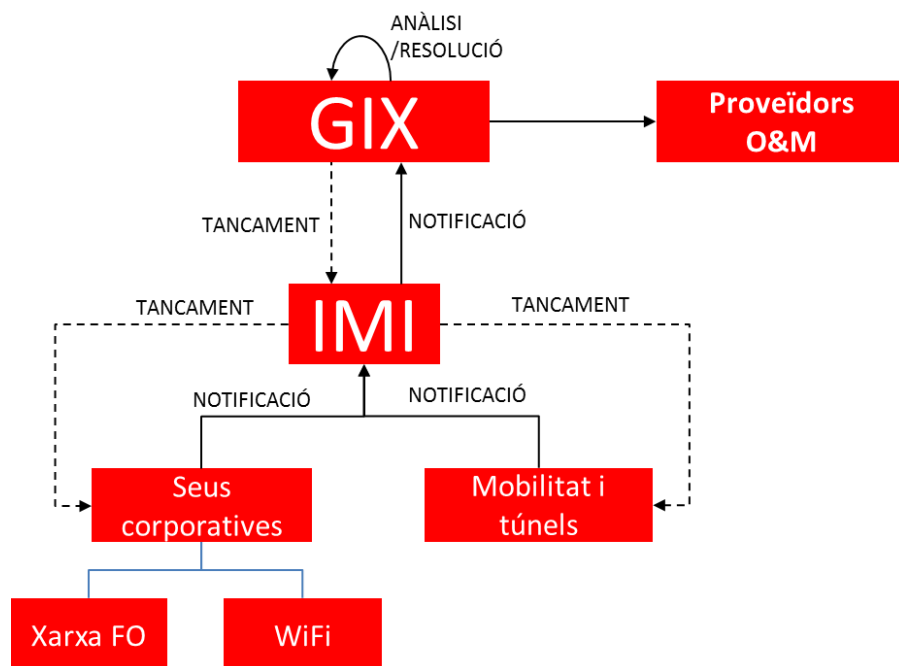 ANÀLISI
/RESOLUCIÓ
GIX
Proveïdors
O&M
TANCAMENT
NOTIFICACIÓ
TANCAMENT
IMI
TANCAMENT
NOTIFICACIÓ
NOTIFICACIÓ
Seus
corporatives
Mobilitat i
túnels
Xarxa FO
WiFi